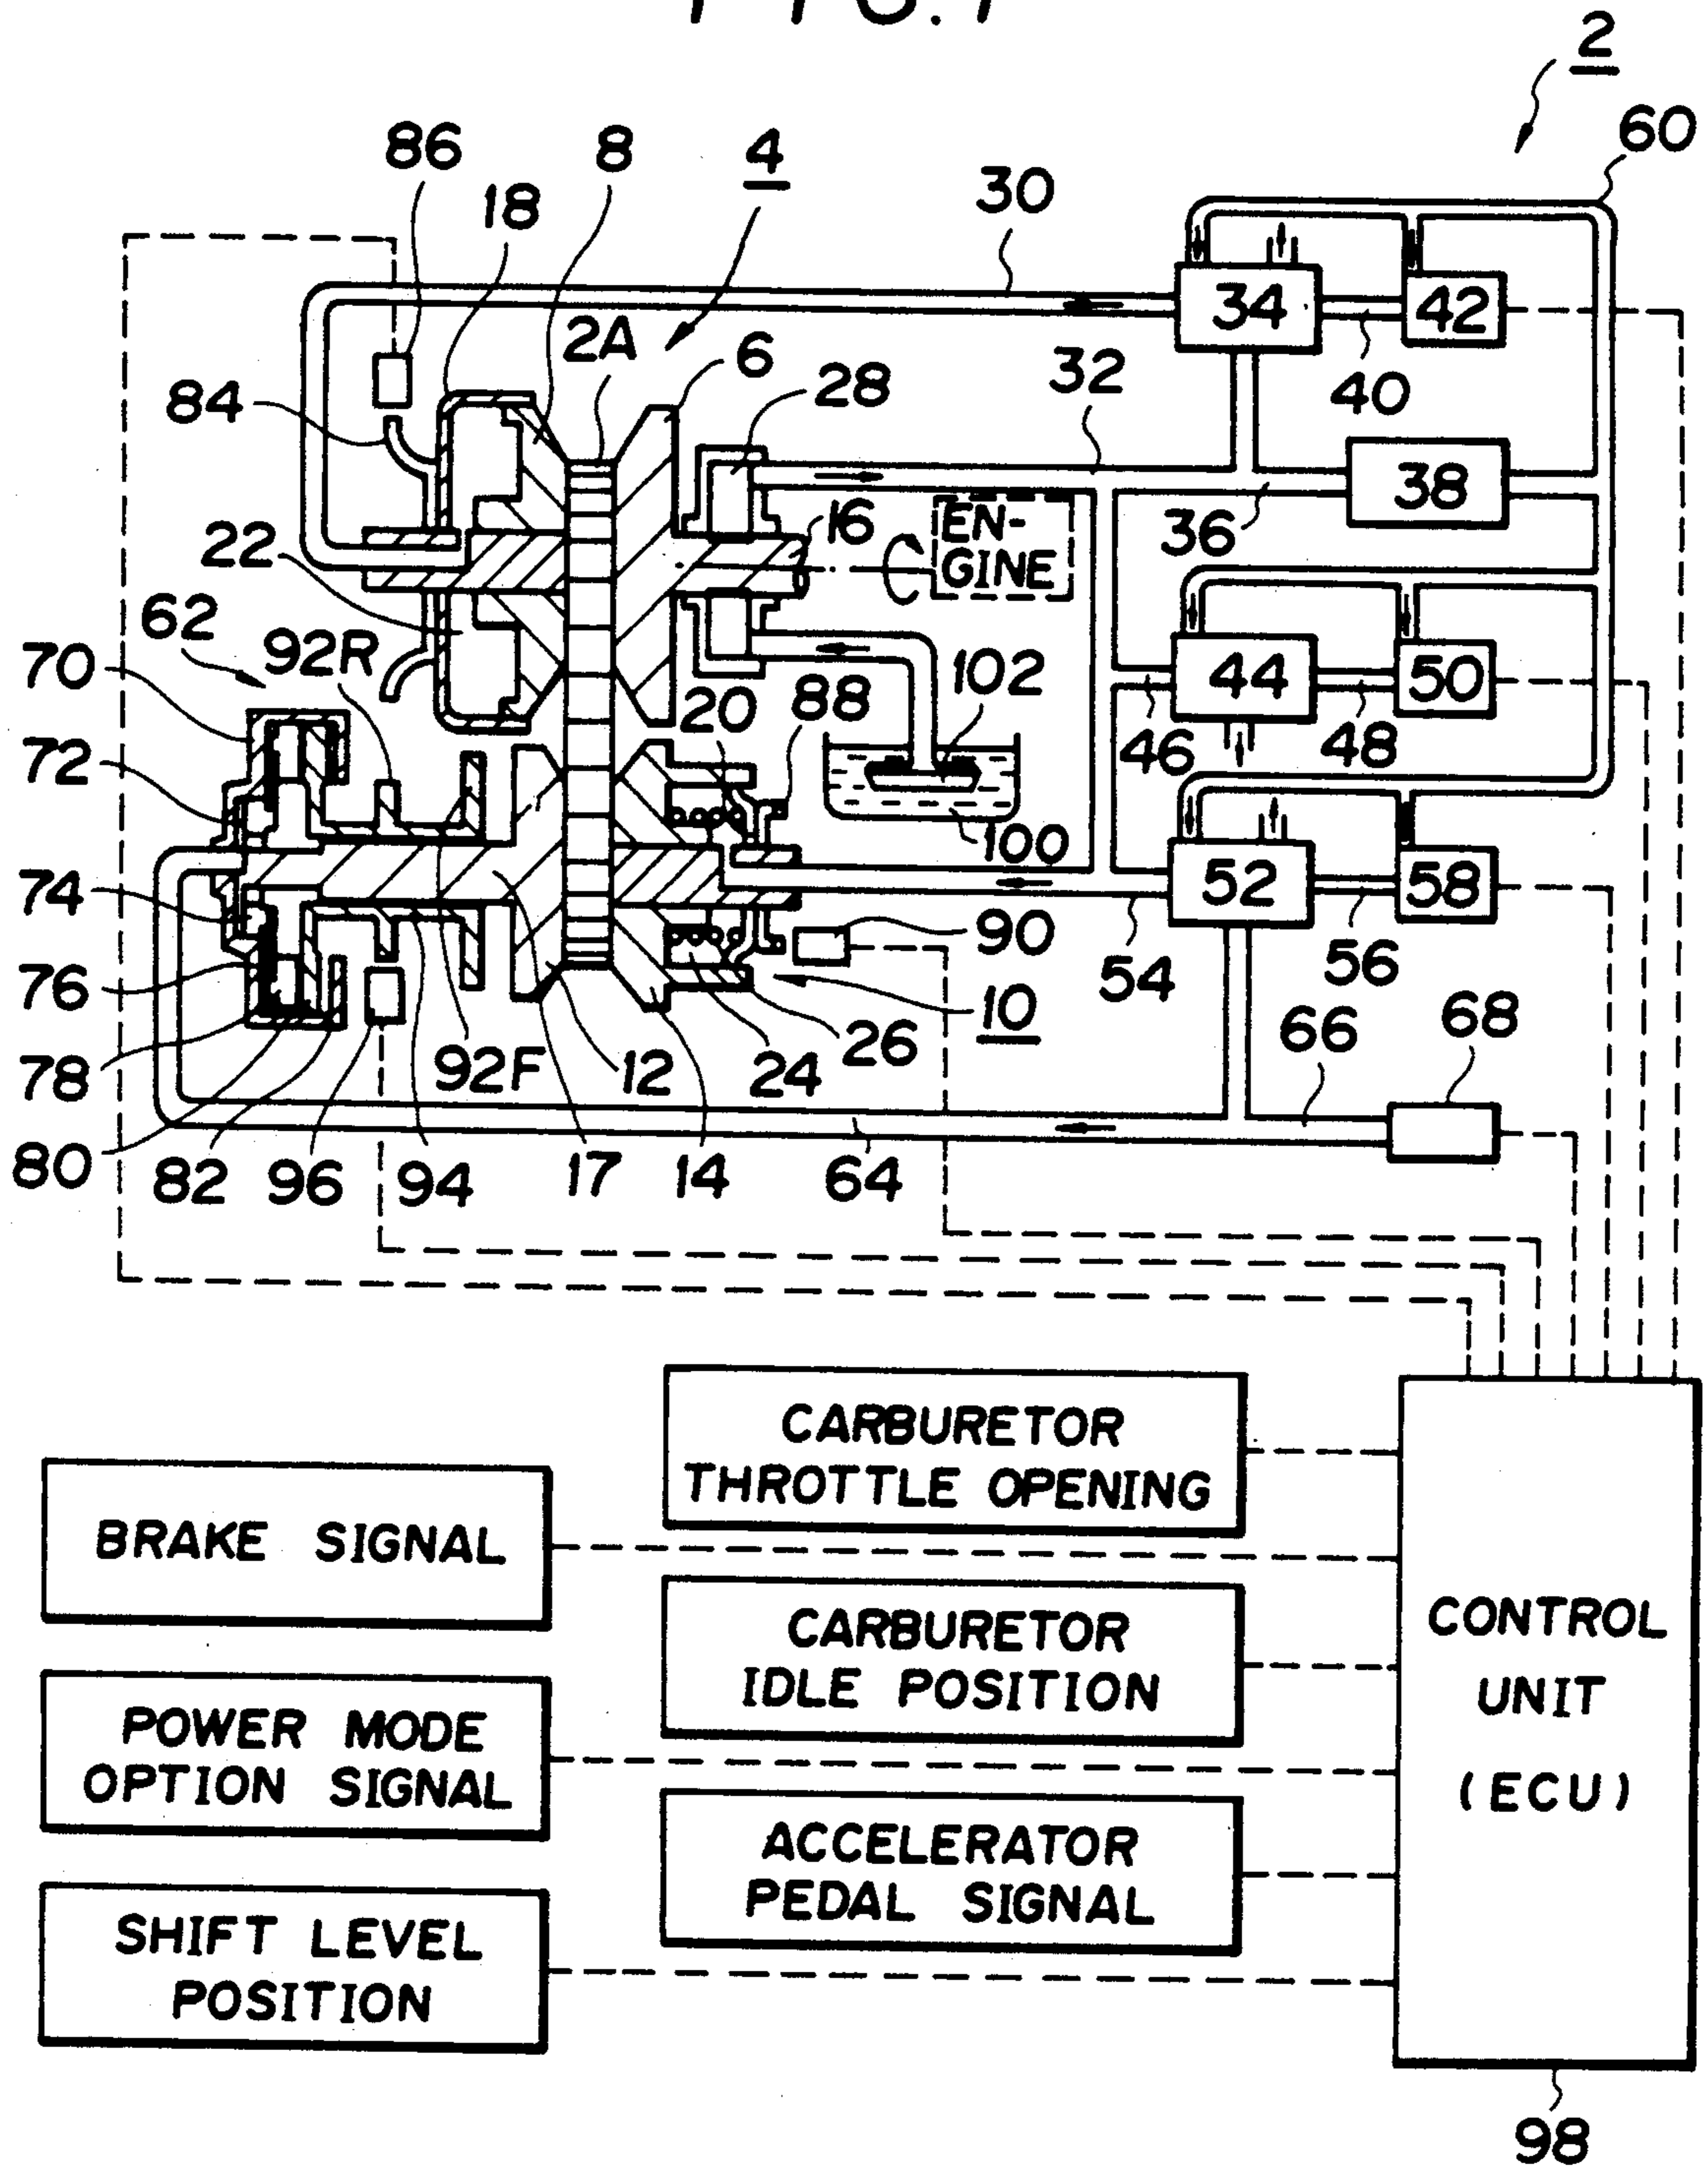 FIG. 1
2
60
86
8
4
18
30
2A
6
28
34
42
32
40
84
38
16
EN-
GINE
36
22
62
92R
70
20
88
102
44
50
46
48
72
100
52
58
74
90
54
56
76
10
66
68
78
92F
12
24
26
80
82
96
94
17
14
64
CARBURETOR
THROTTLE OPENING
BRAKE SIGNAL
CARBURETOR
IDLE POSITION
CONTROL
UNIT
(ECU)
POWER MODE
OPTION SIGNAL
ACCELERATOR
PEDAL SIGNAL
SHIFT LEVEL
POSITION
98